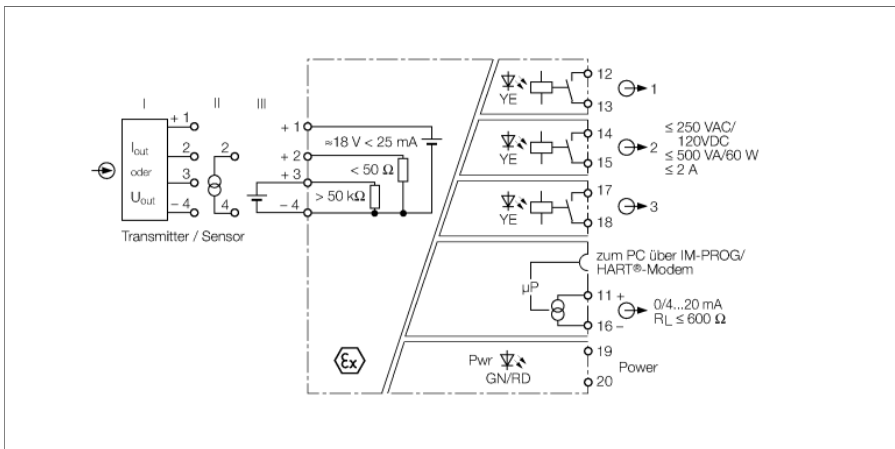 I
II
III
+ 1
2
3
– 4
I out
oder
U out
Transmitter / Sensor
2
4
+ 1
+ 2
+ 3
– 4
≈18 V < 25 mA
< 50 Ω
> 50 kΩ
Ex
YE
12
13
1
YE
14
15
2
≤ 250 VAC/
120VDC
≤ 500 VA/60 W
≤ 2 A
YE
17
18
3
zum PC über IM-PROG/
HART®-Modem
µP
11 +
16 –
0/4...20 mA
RL ≤ 600 Ω
Pwr
GN/RD
19
20
Power